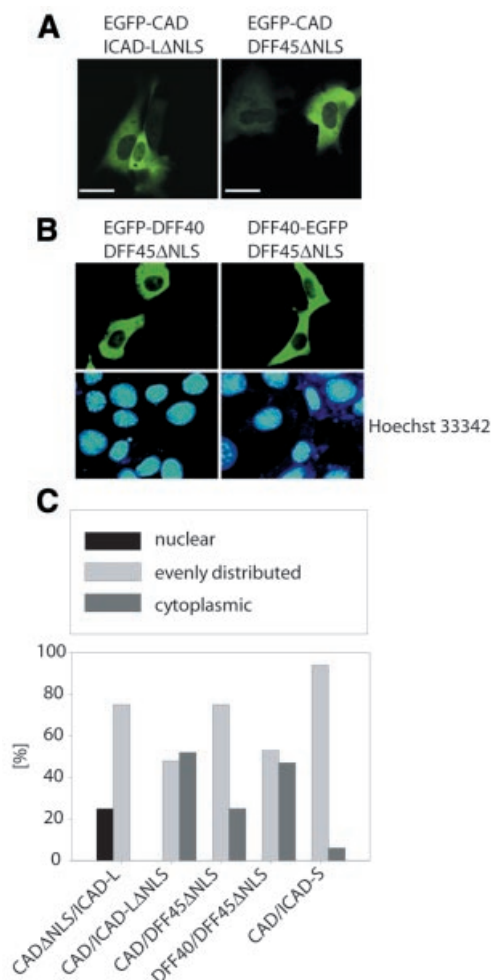 A
EGFP-CAD
ICAD-LΔNLS
EGFP-CAD
DFF45ΔNLS
B
EGFP-DFF40
DFF45ΔNLS
DFF40-EGFP
DFF45ΔNLS
Hoechst 33342
C
nuclear
evenly distributed
cytoplasmic
100
80
60
40
20
0
[%]
CADΔNLS/ICAD-L
CAD/ICAD-LΔNLS
CAD/DFF45ΔNLS
DFF40/DFF45ΔNLS
CAD/ICAD-S